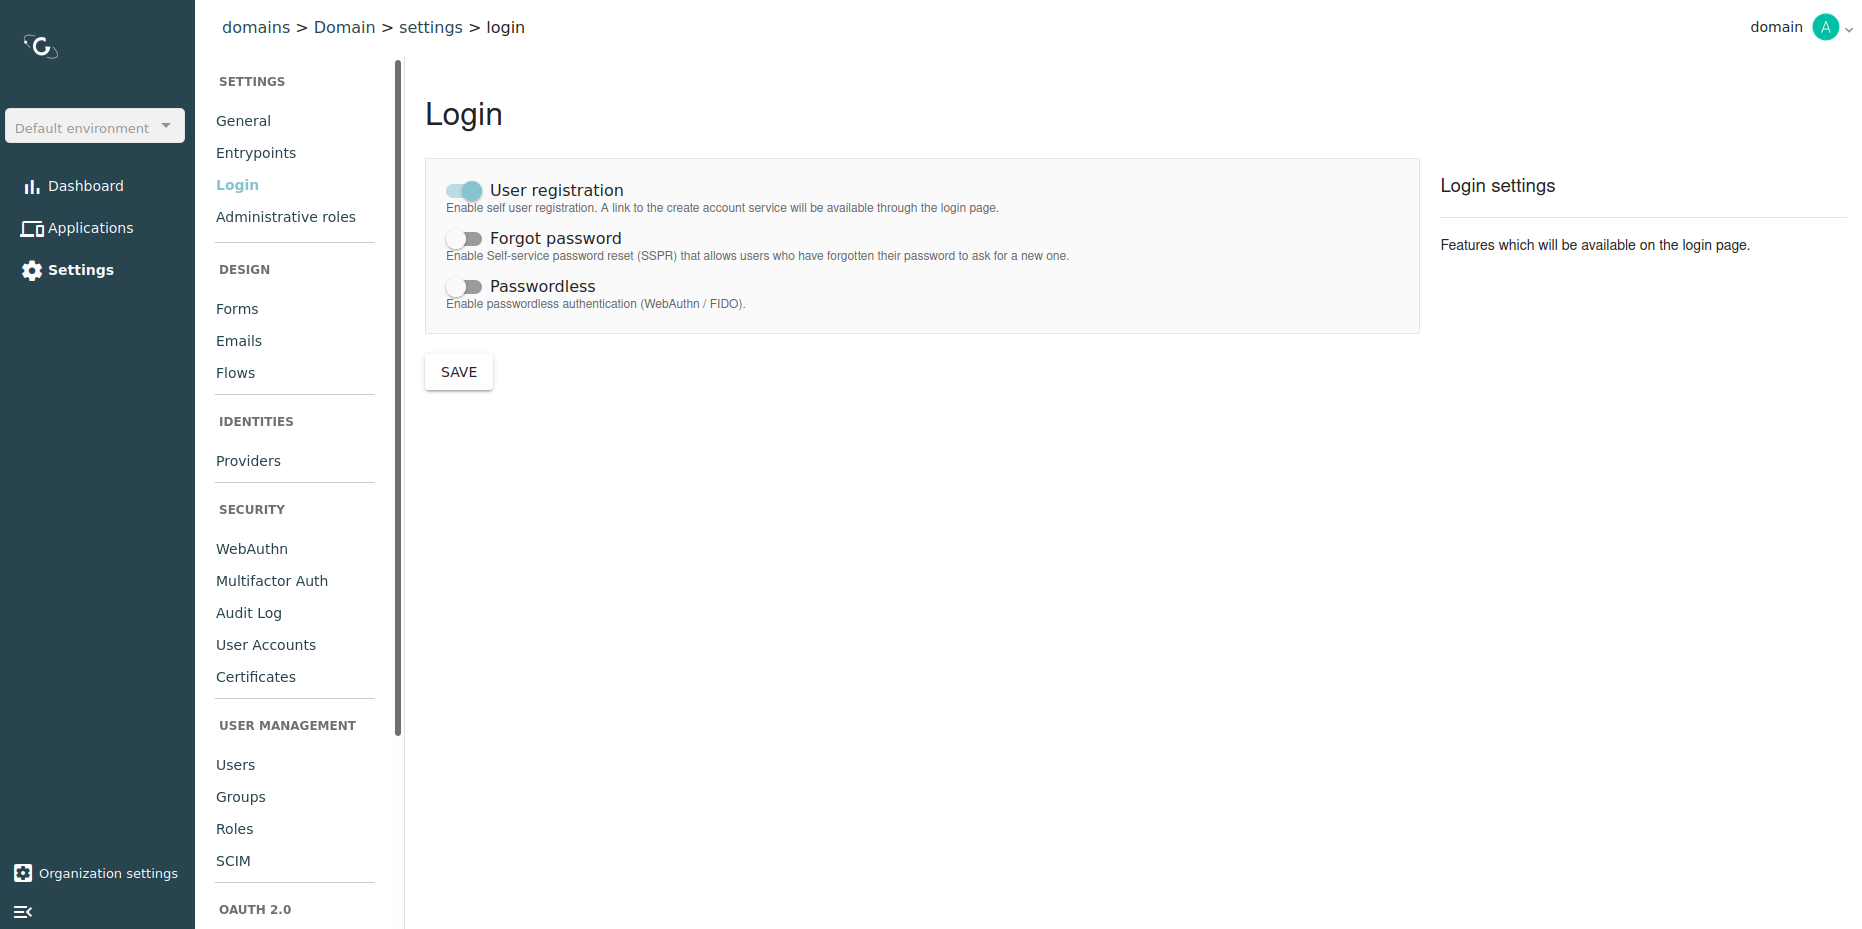 domains > Domain > settings > login
domain
A
Default environment
Dashboard
Applications
Settings
Organization settings
SETTINGS
General
Entrypoints
Login
Administrative roles
DESIGN
Forms
Emails
Flows
IDENTITIES
Providers
SECURITY
WebAuthn
Multifactor Auth
Audit Log
User Accounts
Certificates
USER MANAGEMENT
Users
Groups
Roles
SCIM
OAUTH 2.0
Login
User registration
Enable self user registration. A link to the create account service will be available through the login page.
Forgot password
Enable Self-service password reset (SSPR) that allows users who have forgotten their password to ask for a new one.
Passwordless
Enable passwordless authentication (WebAuthn / FIDO).
SAVE
Login settings
Features which will be available on the login page.